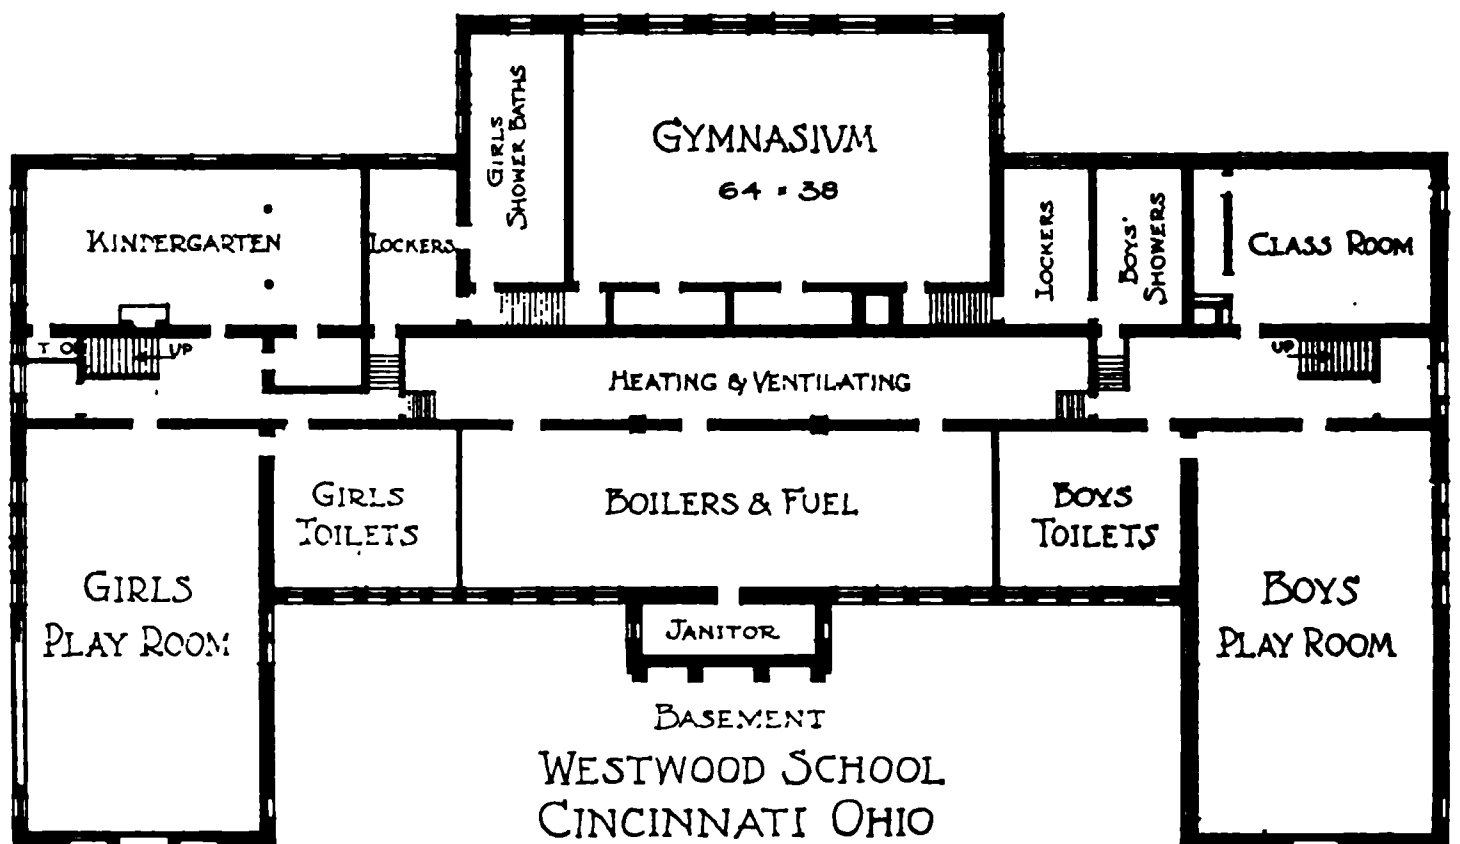 GIRLS
SHOWER BATHS
GYMNASIVM
64 × 38
KINDERGARTEN
LOCKERS
LOCKERS
BOYS'
SHOWERS
CLASS ROOM
T
UP
UP
HEATING & VENTILATING
GIRLS
TOILETS
BOILERS & FUEL
BOYS
TOILETS
GIRLS
PLAY ROOM
BOYS
PLAY ROOM
JANITOR
BASEMENT
WESTWOOD SCHOOL
CINCINNATI OHIO